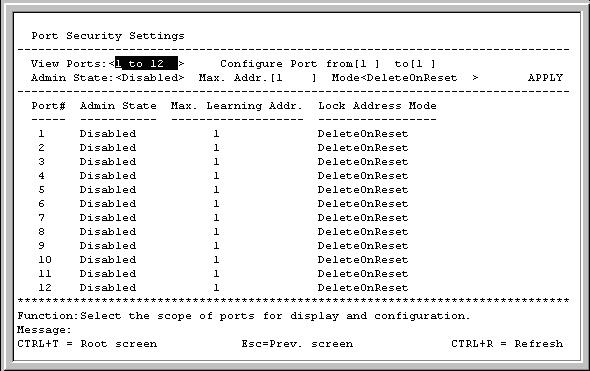 Port Security Settings
View Ports:<1 to 12 > Configure Port from[1 ] to[1 ]
Admin State:<Disabled> Max. Addr.[1 ] Mode<DeleteOnReset > APPLY
Port# Admin State Max. Learning Addr. Lock Address Mode
----- ----------- ------------------- -----------------
1 Disabled 1 DeleteOnReset
2 Disabled 1 DeleteOnReset
3 Disabled 1 DeleteOnReset
4 Disabled 1 DeleteOnReset
5 Disabled 1 DeleteOnReset
6 Disabled 1 DeleteOnReset
7 Disabled 1 DeleteOnReset
8 Disabled 1 DeleteOnReset
9 Disabled 1 DeleteOnReset
10 Disabled 1 DeleteOnReset
11 Disabled 1 DeleteOnReset
12 Disabled 1 DeleteOnReset
*******************************************************************************
Function:Select the scope of ports for display and configuration.
Message:
CTRL+T = Root screen Esc=Prev. screen CTRL+R = Refresh